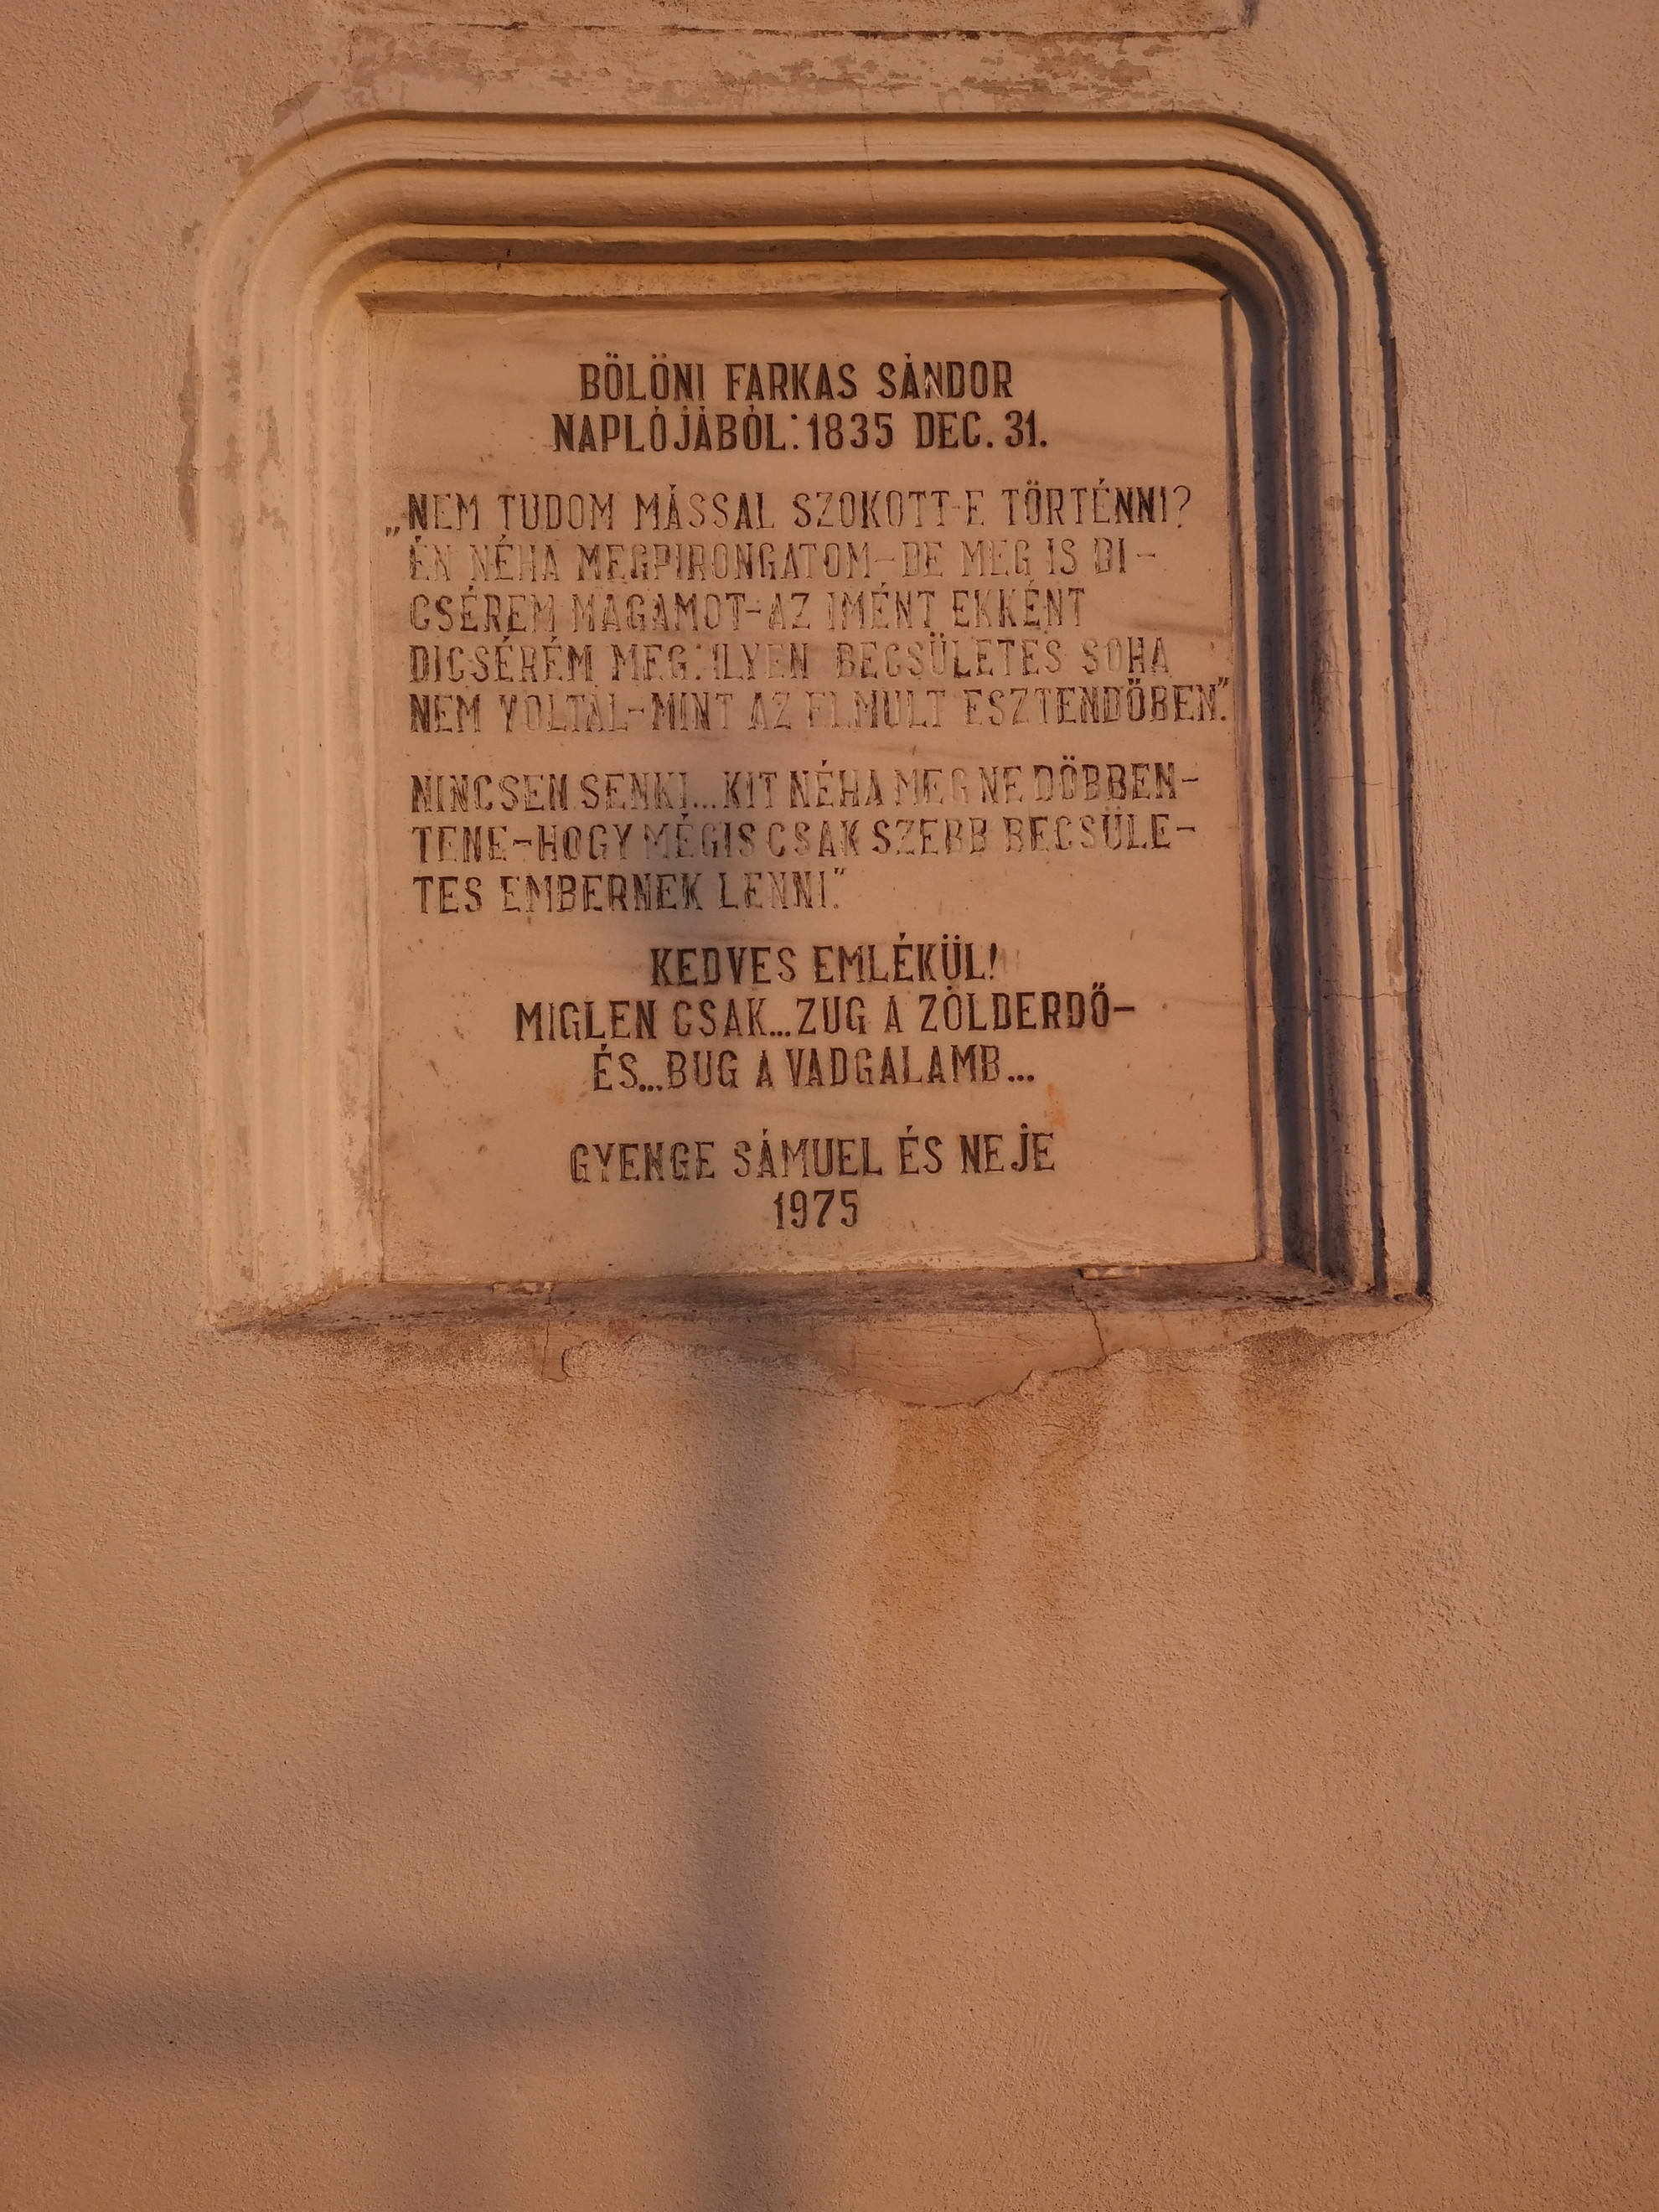 BÖLÖNI FARKAS SÁNDOR
NAPLÓJÁBÓL: 1835 DEC. 31.
„NEM TUDOM MÁSSAL SZOKOTT-E TÖRTÉNNI?
ÉN NÉHA MEGPIRONGATOM-DE MEG IS DI-
CSÉREM MAGAMOT-AZ IMÉNT EKKÉNT
DICSÉRÉM MEG: ILYEN BECSÜLETES SOHA
NEM VOLTÁL-MINT AZ ELMULT ESZTENDŐBEN."
NINCSEN SENKI...KIT NÉHA MEG NE DÖBBEN-
TENE-HOGY MÉGIS CSAK SZEBB BECSÜLE-
TES EMBERNEK LENNI."
KEDVES EMLÉKÜL!
MIGLEN CSAK...ZUG A ZÖLDERDŐ-
ÉS...BUG A VADGALAMB...
GYENGE SÁMUEL ÉS NEJE
1975